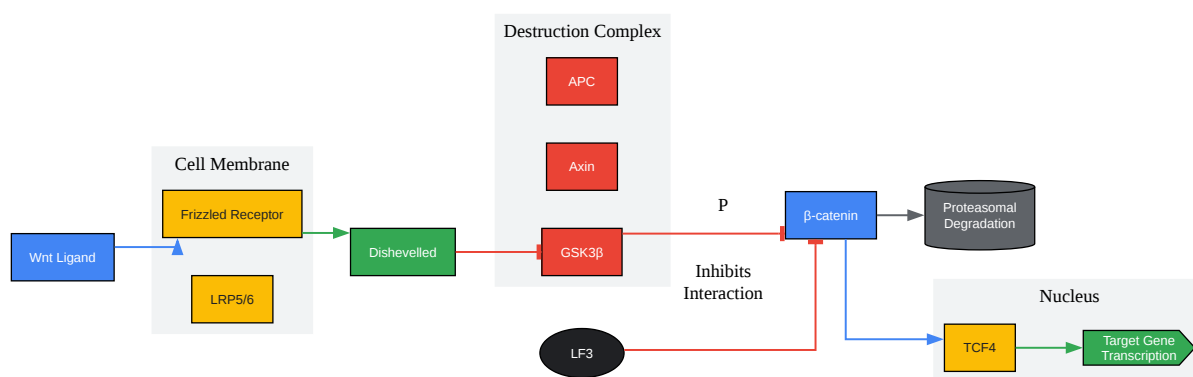 Destruction Complex
APC
Axin
GSK3β
Cell Membrane
Frizzled Receptor
LRP5/6
Wnt Ligand
Dishevelled
P
Inhibits
Interaction
LF3
β-catenin
Proteasomal
Degradation
Nucleus
TCF4
Target Gene
Transcription